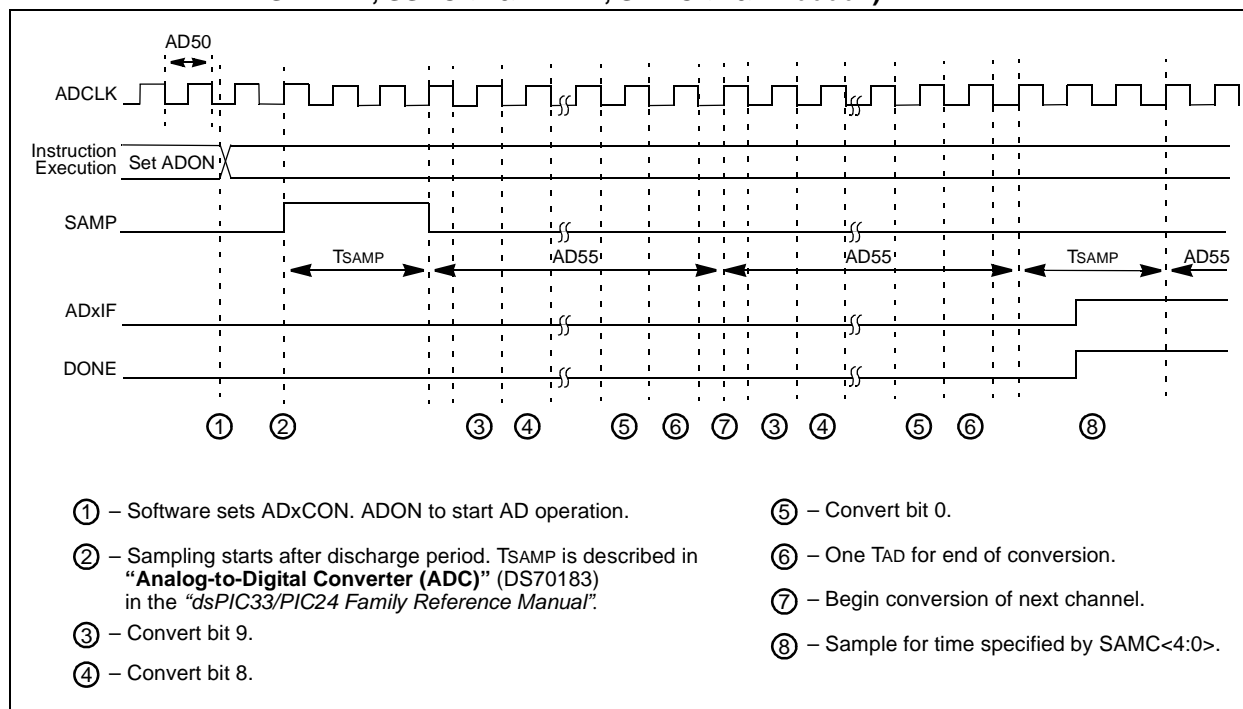 AD50
ADCLK
Instruction
Execution
Set ADON
SAMP
TSAMP
AD55
AD55
TSAMP
AD55
ADxIF
DONE
1 2 3 4 5 6 7 3 4 5 6 8
1 – Software sets ADxCON. ADON to start AD operation.
2 – Sampling starts after discharge period. TSAMP is described in
“Analog-to-Digital Converter (ADC)” (DS70183)
in the “dsPIC33/PIC24 Family Reference Manual”.
3 – Convert bit 9.
4 – Convert bit 8.
5 – Convert bit 0.
6 – One TAD for end of conversion.
7 – Begin conversion of next channel.
8 – Sample for time specified by SAMC<4:0>.